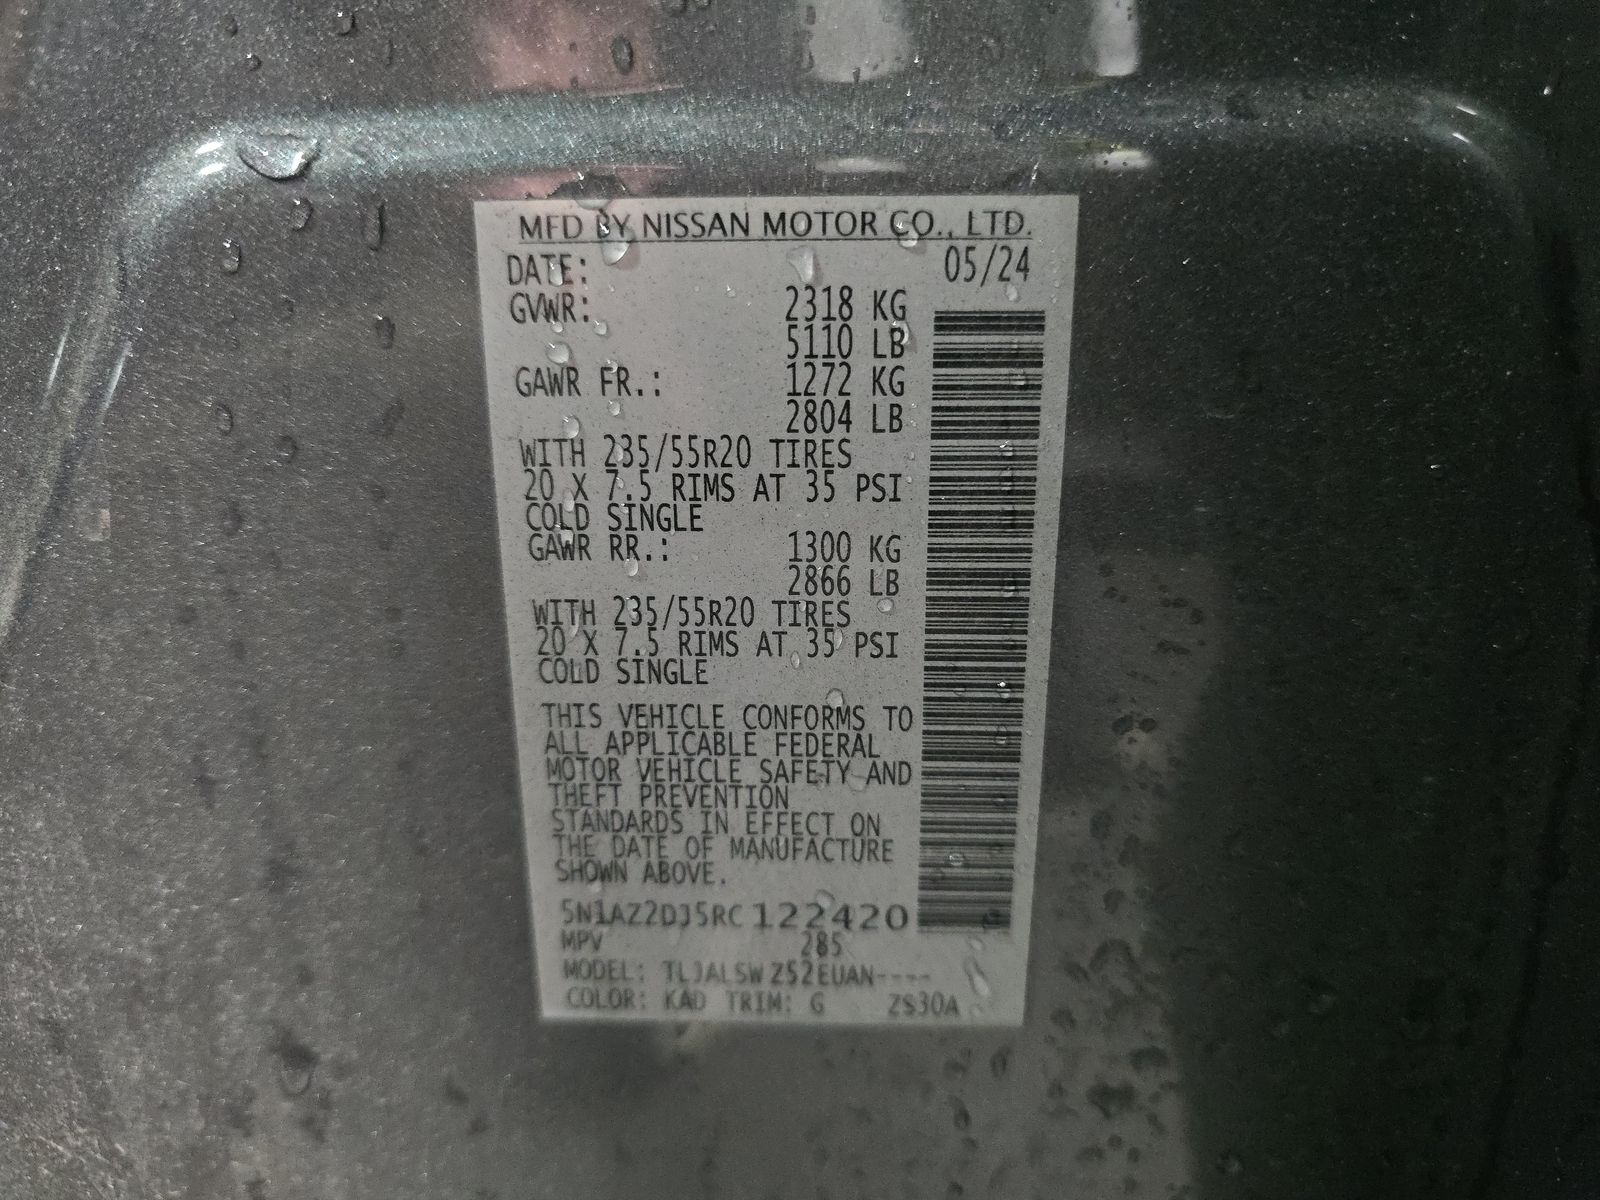 MFD BY NISSAN MOTOR CO., LTD.
DATE: 05/24
GVWR: 2318 KG
5110 LB
GAWR FR.: 1272 KG
2804 LB
WITH 235/55R20 TIRES
20 X 7.5 RIMS AT 35 PSI
COLD SINGLE
GAWR RR.: 1300 KG
2866 LB
WITH 235/55R20 TIRES
20 X 7.5 RIMS AT 35 PSI
COLD SINGLE
THIS VEHICLE CONFORMS TO
ALL APPLICABLE FEDERAL
MOTOR VEHICLE SAFETY AND
THEFT PREVENTION
STANDARDS IN EFFECT ON
THE DATE OF MANUFACTURE
SHOWN ABOVE.
5N1AZ2DJ5RC122420
MPV 285
MODEL: TLJALSWZ52EUAN----
COLOR: KAD TRIM: G ZS30A